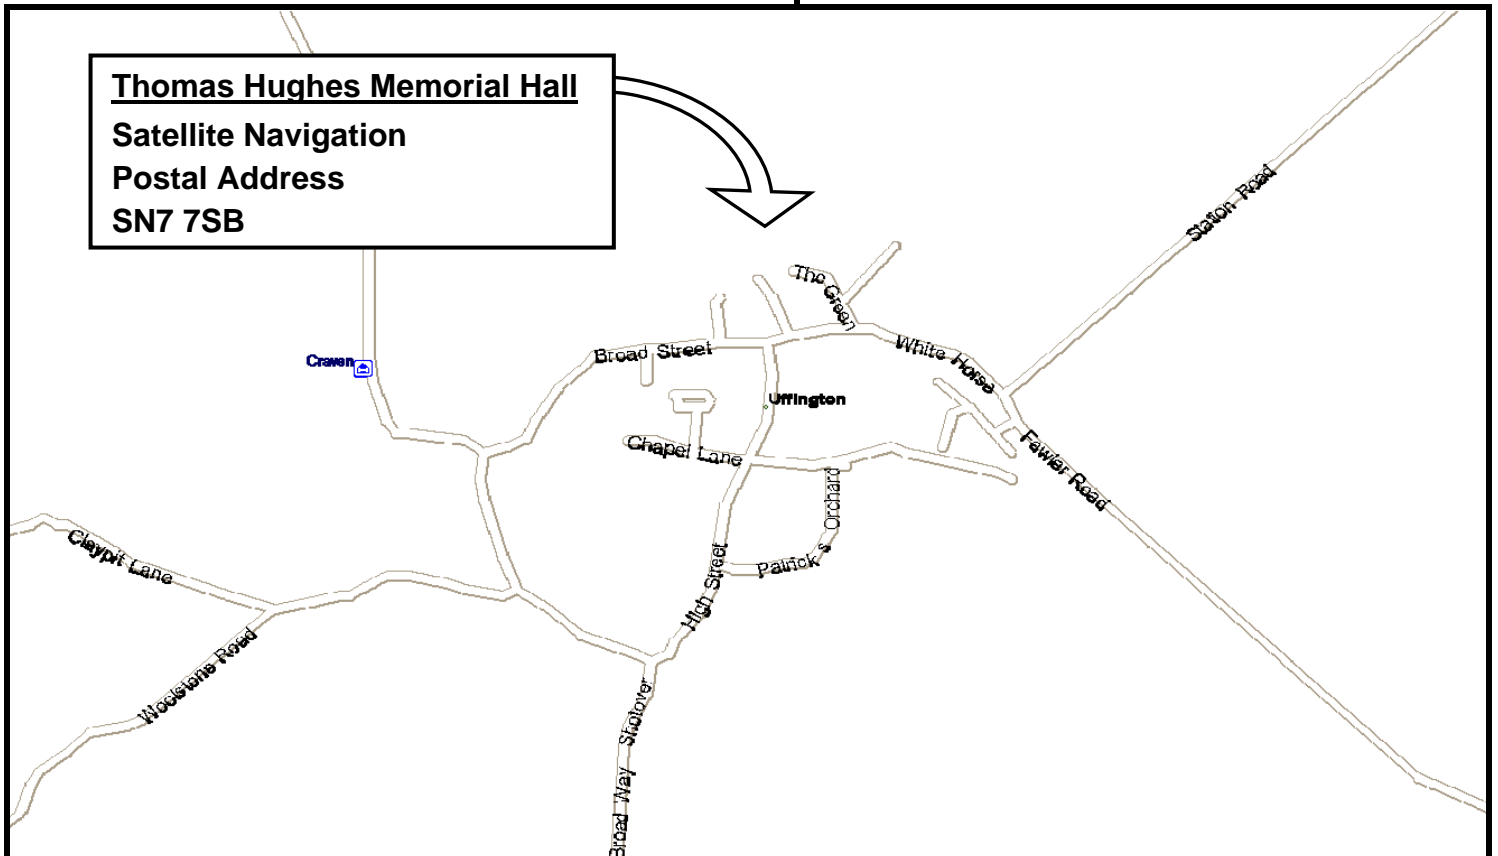 Thomas Hughes Memorial Hall
Satellite Navigation
Postal Address
SN7 7SB
Station Road
The Green
Broad Street
White Horse
Craven
Uffington
Chapel Lane
Fawler Road
Patrick s Orchard
Claypit Lane
High Street
Woolstone Road
Shotover
Broad Way